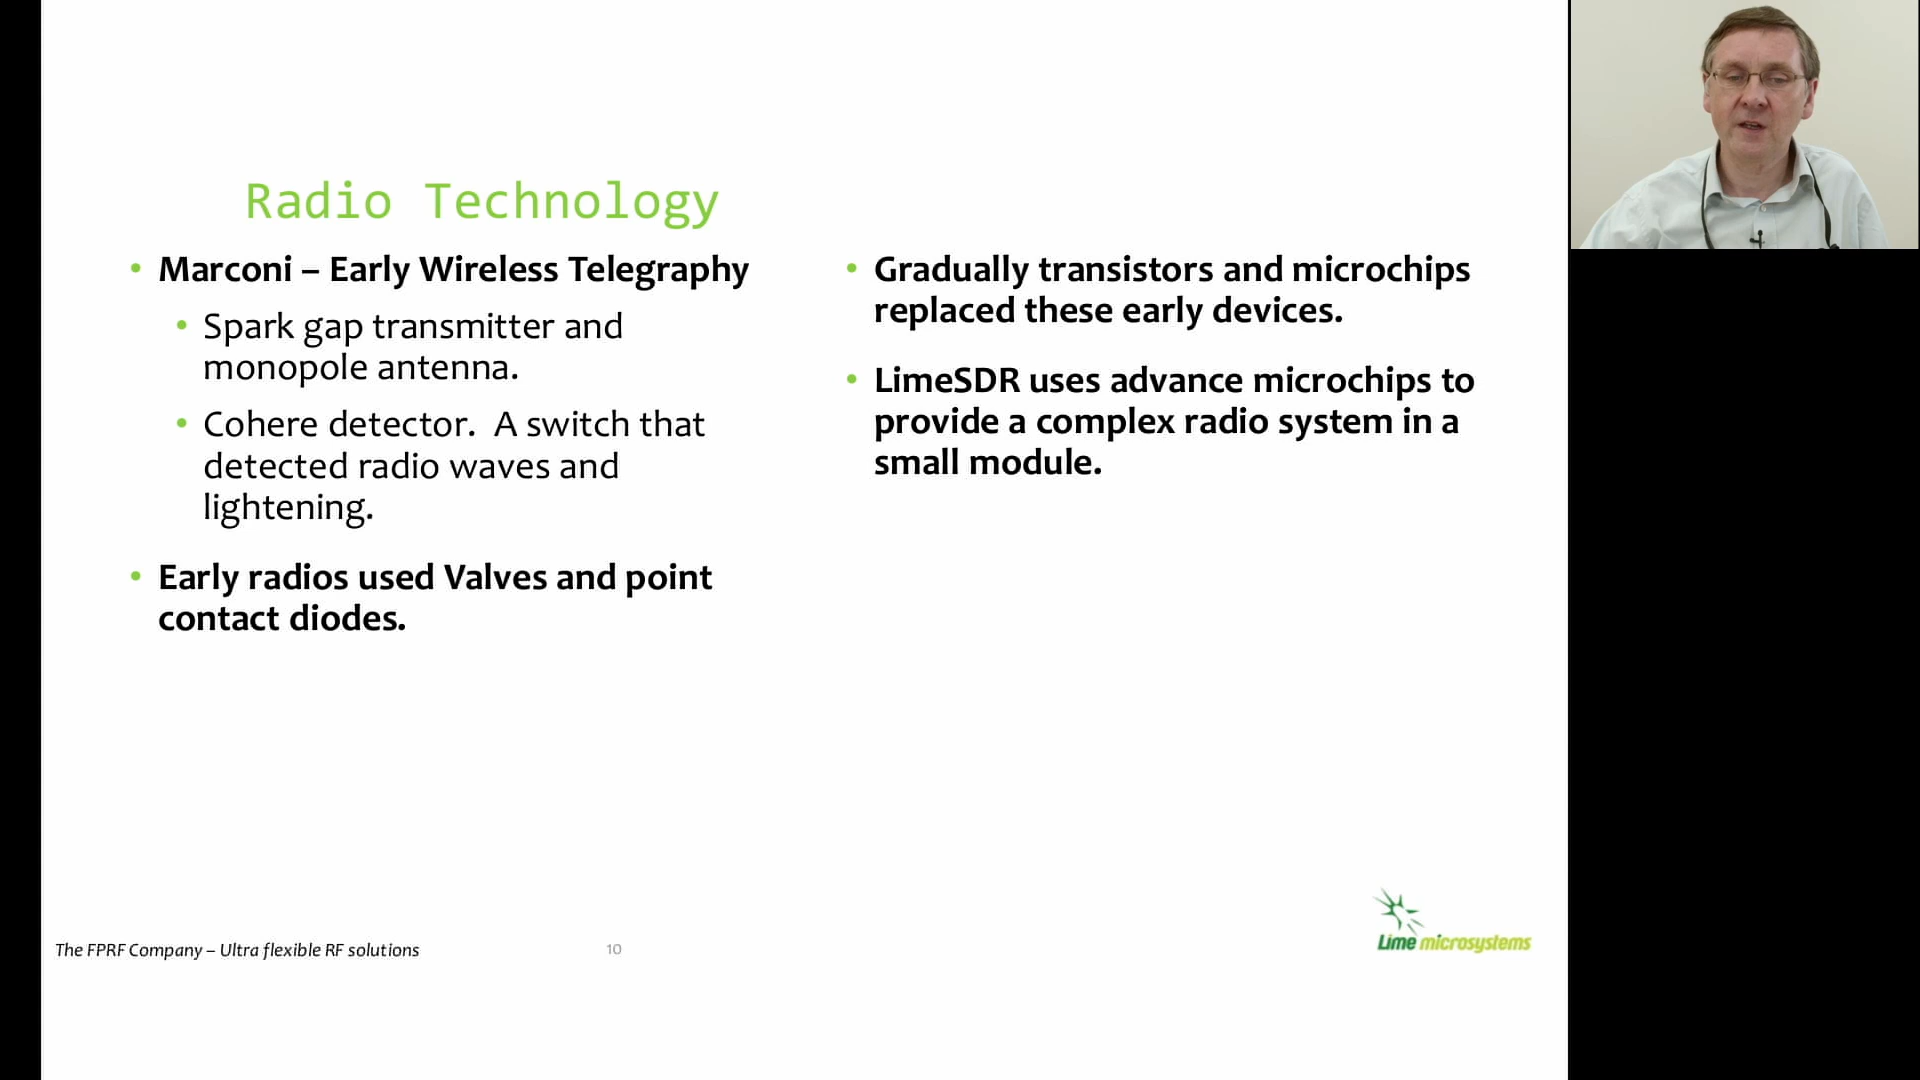 Radio Technology
• Marconi – Early Wireless Telegraphy
• Spark gap transmitter and
monopole antenna.
• Cohere detector.  A switch that
detected radio waves and
lightening.
• Early radios used Valves and point
contact diodes.
• Gradually transistors and microchips
replaced these early devices.
• LimeSDR uses advance microchips to
provide a complex radio system in a
small module.
The FPRF Company – Ultra flexible RF solutions
10
Lime microsystems